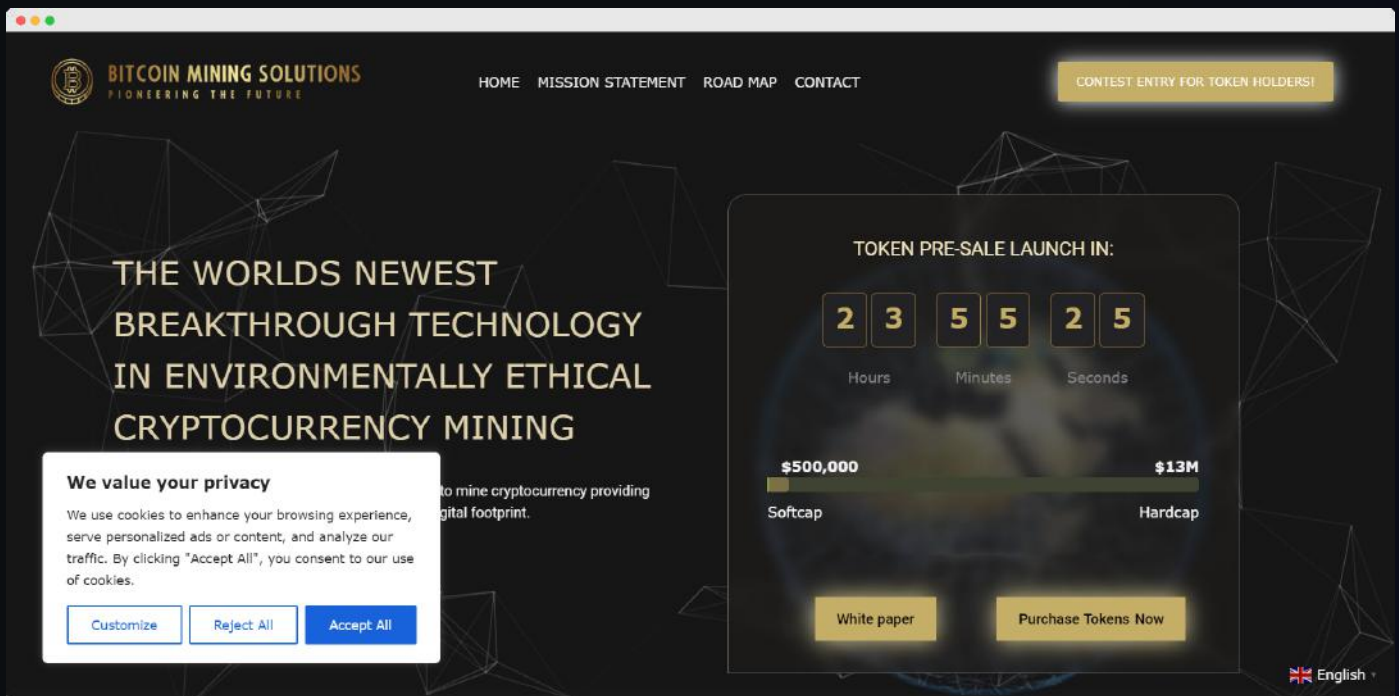 BITCOIN MINING SOLUTIONS
PIONEERING THE FUTURE
HOME MISSION STATEMENT ROAD MAP CONTACT
CONTEST ENTRY FOR TOKEN HOLDERS!
THE WORLDS NEWEST
BREAKTHROUGH TECHNOLOGY
IN ENVIRONMENTALLY ETHICAL
CRYPTOCURRENCY MINING
to mine cryptocurrency providing
gital footprint.
We value your privacy
We use cookies to enhance your browsing experience,
serve personalized ads or content, and analyze our
traffic. By clicking "Accept All", you consent to our use
of cookies.
Customize Reject All Accept All
TOKEN PRE-SALE LAUNCH IN:
2 3 5 5 2 5
Hours Minutes Seconds
$500,000 $13M
Softcap Hardcap
White paper Purchase Tokens Now
English